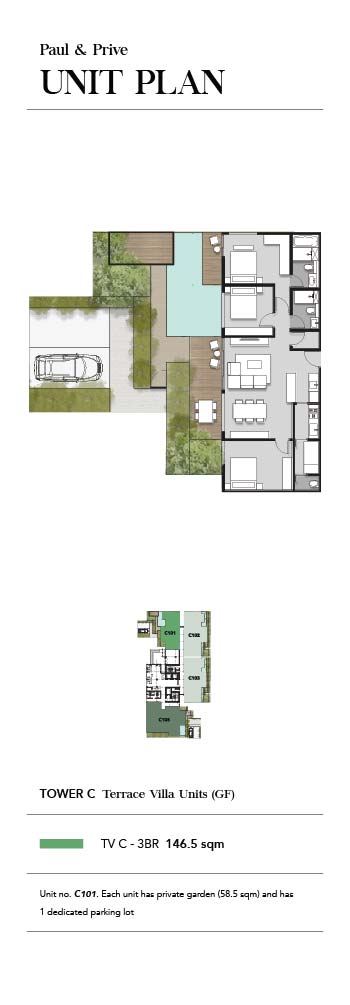 Paul & Prive
UNIT PLAN
C101
C102
C103
C105
TOWER C Terrace Villa Units (GF)
TV C - 3BR 146.5 sqm
Unit no. C101. Each unit has private garden (58.5 sqm) and has
1 dedicated parking lot